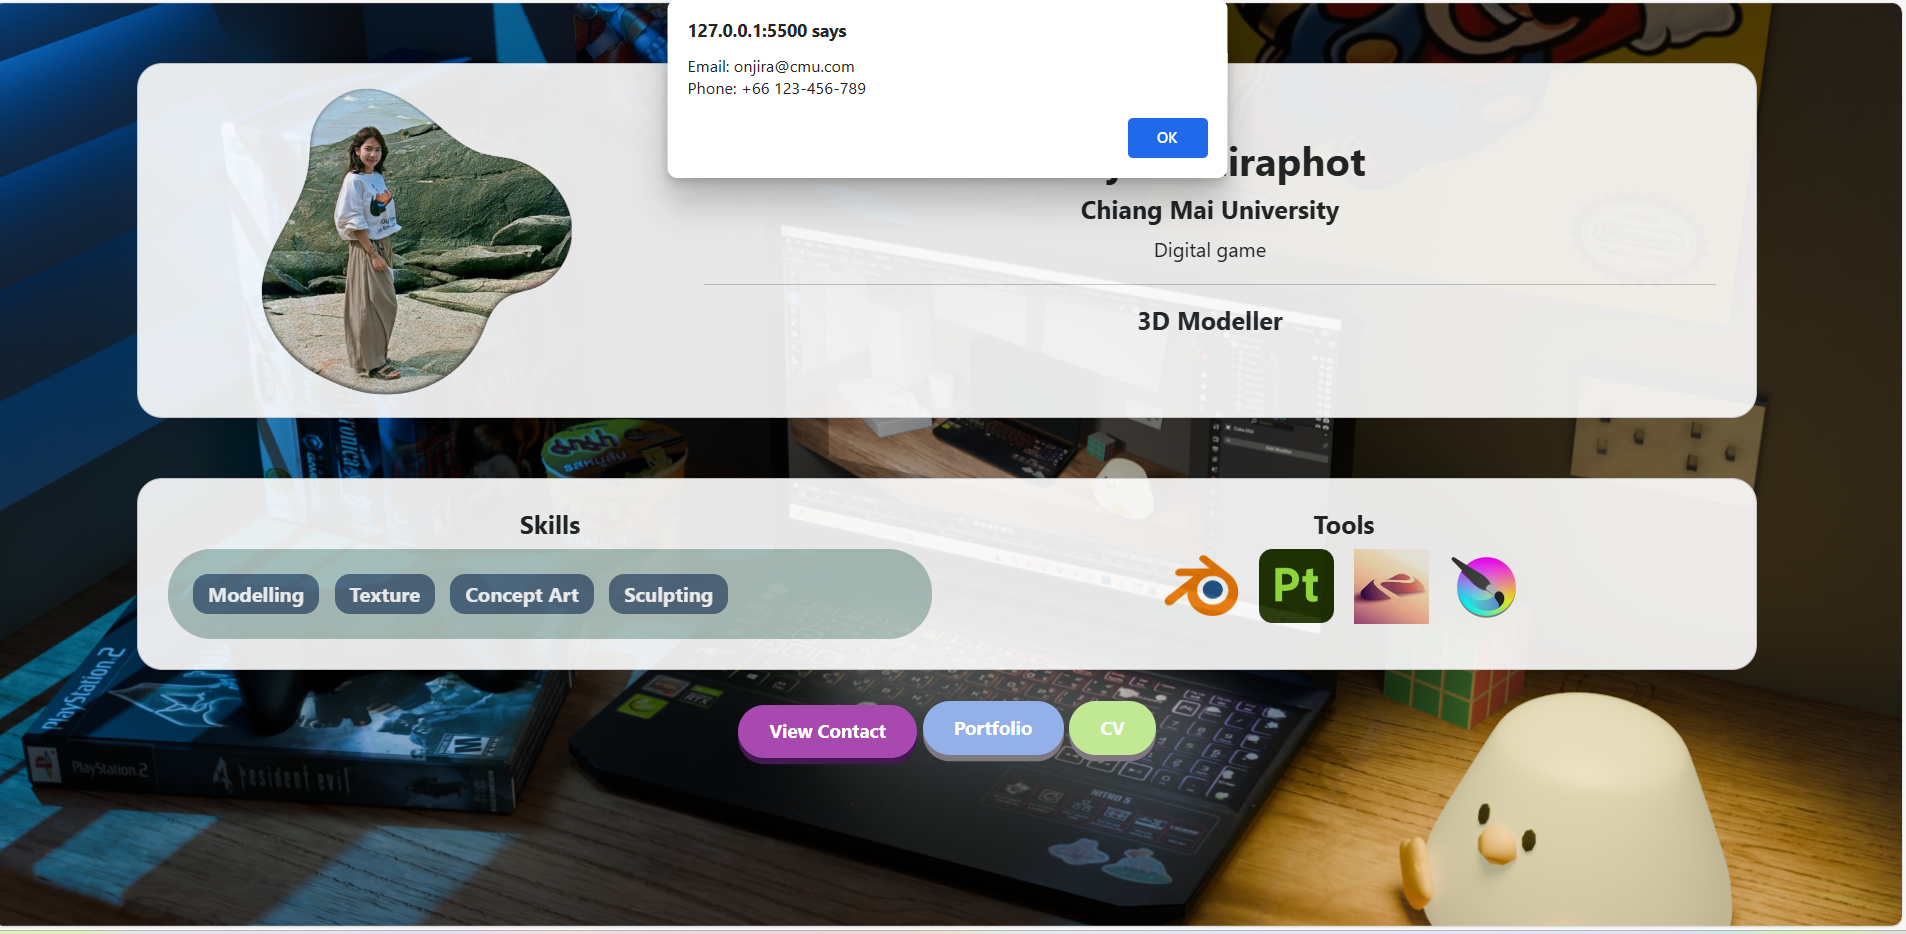 127.0.0.1:5500 says
Email: onjira@cmu.com
Phone: +66 123-456-789
OK
iraphot
Chiang Mai University
Digital game
3D Modeller
Skills
Tools
Modelling
Texture
Concept Art
Sculpting
Pt
View Contact
Portfolio
CV
PlayStation.2
PlayStation.2
4 resident evil
M
RTX
NITRO 5